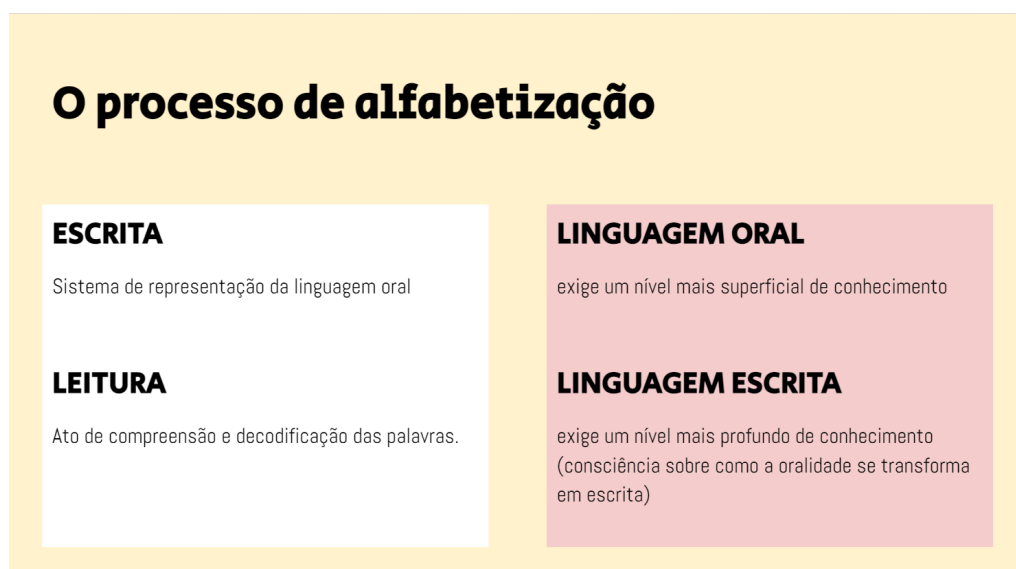 O processo de alfabetização
ESCRITA
Sistema de representação da linguagem oral
LEITURA
Ato de compreensão e decodificação das palavras.
LINGUAGEM ORAL
exige um nível mais superficial de conhecimento
LINGUAGEM ESCRITA
exige um nível mais profundo de conhecimento
(consciência sobre como a oralidade se transforma
em escrita)